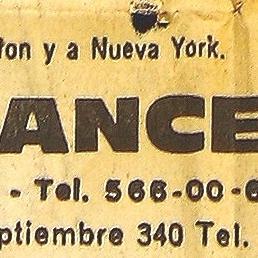 ton y a Nueva York.
ANCE
- Tel. 566-00-6
ptiembre 340 Tel.